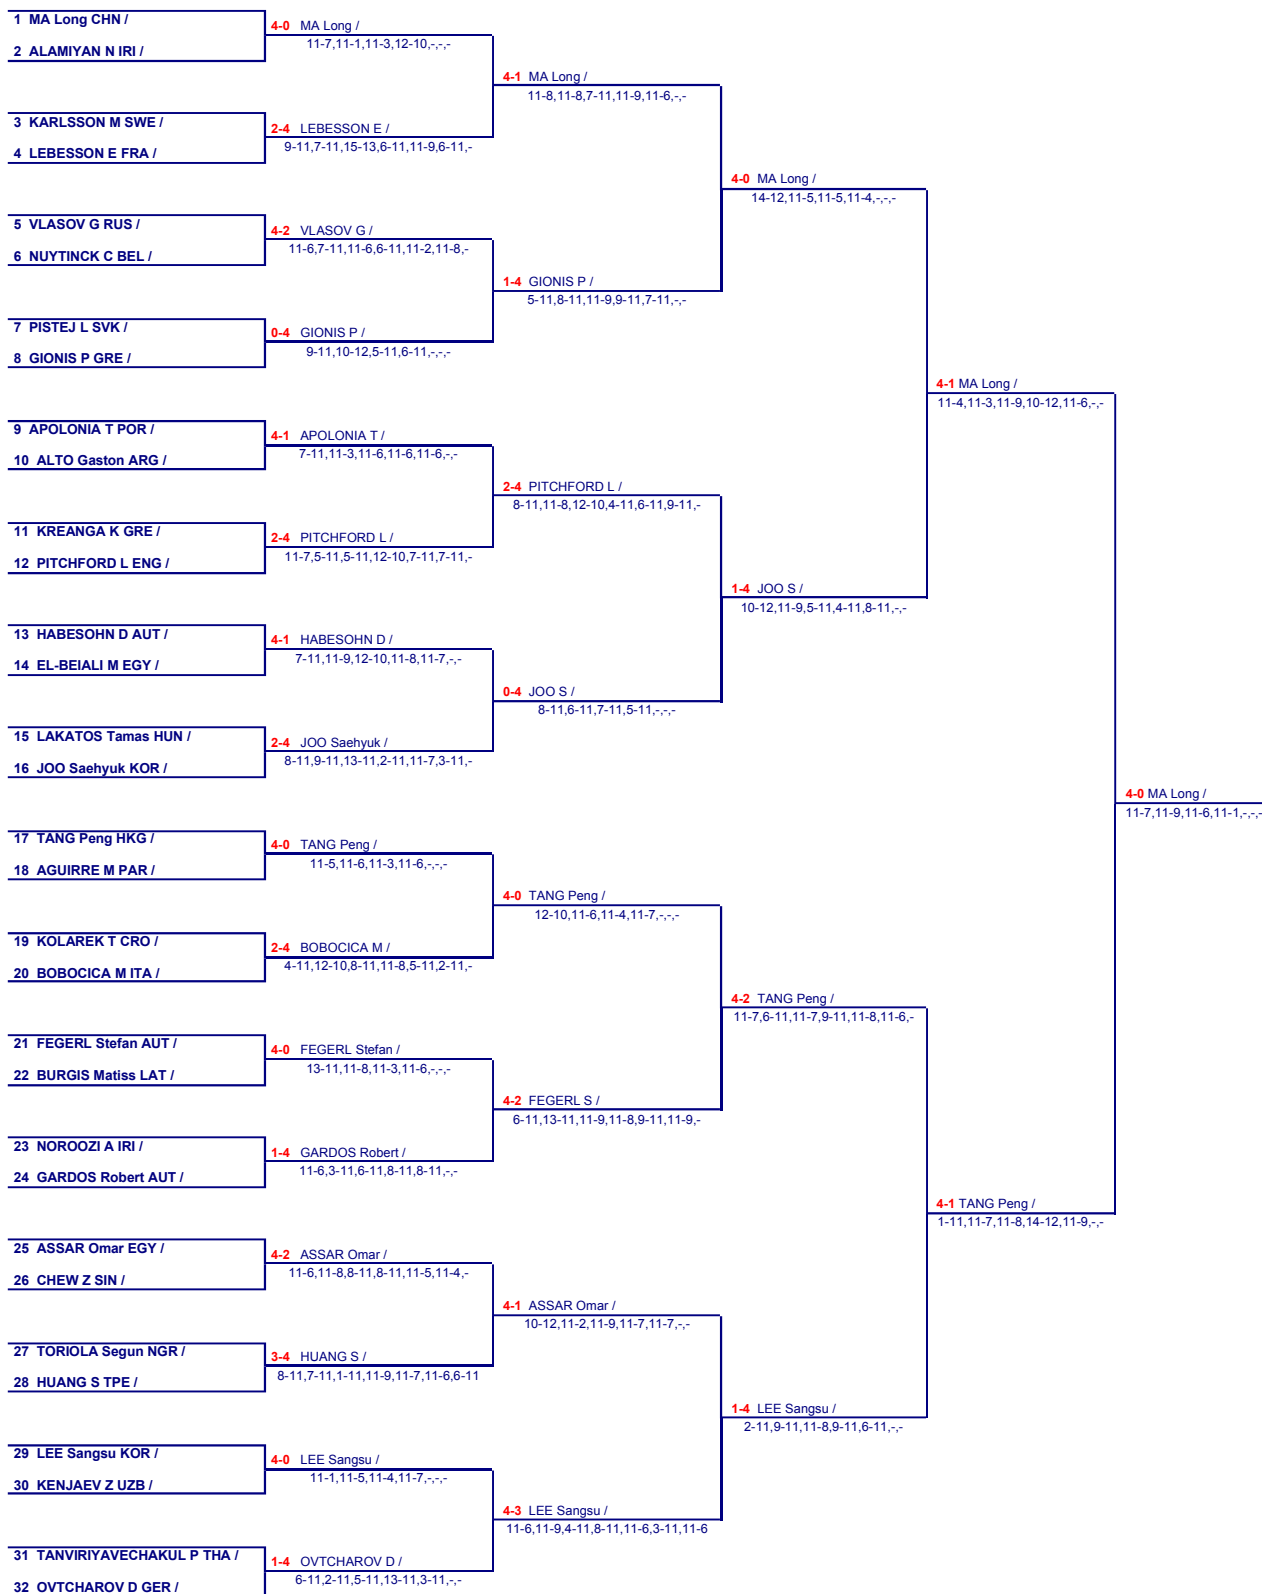 1 MA Long CHN /
4-0 MA Long /
11-7,11-1,11-3,12-10,-,-,-
2 ALAMIYAN N IRI /
4-1 MA Long /
11-8,11-8,7-11,11-9,11-6,-,-
3 KARLSSON M SWE /
2-4 LEBESSON E /
9-11,7-11,15-13,6-11,11-9,6-11,-
4 LEBESSON E FRA /
4-0 MA Long /
14-12,11-5,11-5,11-4,-,-,-
5 VLASOV G RUS /
4-2 VLASOV G /
11-6,7-11,11-6,6-11,11-2,11-8,-
6 NUYTINCK C BEL /
1-4 GIONIS P /
5-11,8-11,11-9,9-11,7-11,-,-
7 PISTEJ L SVK /
0-4 GIONIS P /
9-11,10-12,5-11,6-11,-,-,-
8 GIONIS P GRE /
4-1 MA Long /
11-4,11-3,11-9,10-12,11-6,-,-
9 APOLONIA T POR /
4-1 APOLONIA T /
7-11,11-3,11-6,11-6,11-6,-,-
10 ALTO Gaston ARG /
2-4 PITCHFORD L /
8-11,11-8,12-10,4-11,6-11,9-11,-
11 KREANGA K GRE /
2-4 PITCHFORD L /
11-7,5-11,5-11,12-10,7-11,7-11,-
12 PITCHFORD L ENG /
1-4 JOO S /
10-12,11-9,5-11,4-11,8-11,-,-
13 HABESOHN D AUT /
4-1 HABESOHN D /
7-11,11-9,12-10,11-8,11-7,-,-
14 EL-BEIALI M EGY /
0-4 JOO S /
8-11,6-11,7-11,5-11,-,-,-
15 LAKATOS Tamas HUN /
2-4 JOO Saehyuk /
8-11,9-11,13-11,2-11,11-7,3-11,-
16 JOO Saehyuk KOR /
4-0 MA Long /
11-7,11-9,11-6,11-1,-,-,-
17 TANG Peng HKG /
4-0 TANG Peng /
11-5,11-6,11-3,11-6,-,-,-
18 AGUIRRE M PAR /
4-0 TANG Peng /
12-10,11-6,11-4,11-7,-,-,-
19 KOLAREK T CRO /
2-4 BOBOCICA M /
4-11,12-10,8-11,11-8,5-11,2-11,-
20 BOBOCICA M ITA /
4-2 TANG Peng /
11-7,6-11,11-7,9-11,11-8,11-6,-
21 FEGERL Stefan AUT /
4-0 FEGERL Stefan /
13-11,11-8,11-3,11-6,-,-,-
22 BURGIS Matiss LAT /
4-2 FEGERL S /
6-11,13-11,11-9,11-8,9-11,11-9,-
23 NOROOZI A IRI /
1-4 GARDOS Robert /
11-6,3-11,6-11,8-11,8-11,-,-
24 GARDOS Robert AUT /
4-1 TANG Peng /
1-11,11-7,11-8,14-12,11-9,-,-
25 ASSAR Omar EGY /
4-2 ASSAR Omar /
11-6,11-8,8-11,8-11,11-5,11-4,-
26 CHEW Z SIN /
4-1 ASSAR Omar /
10-12,11-2,11-9,11-7,11-7,-,-
27 TORIOLA Segun NGR /
3-4 HUANG S /
8-11,7-11,1-11,11-9,11-7,11-6,6-11
28 HUANG S TPE /
1-4 LEE Sangsu /
2-11,9-11,11-8,9-11,6-11,-,-
29 LEE Sangsu KOR /
4-0 LEE Sangsu /
11-1,11-5,11-4,11-7,-,-,-
30 KENJAEV Z UZB /
4-3 LEE Sangsu /
11-6,11-9,4-11,8-11,11-6,3-11,11-6
31 TANVIRIYAVECHAKUL P THA /
1-4 OVTCHAROV D /
6-11,2-11,5-11,13-11,3-11,-,-
32 OVTCHAROV D GER /